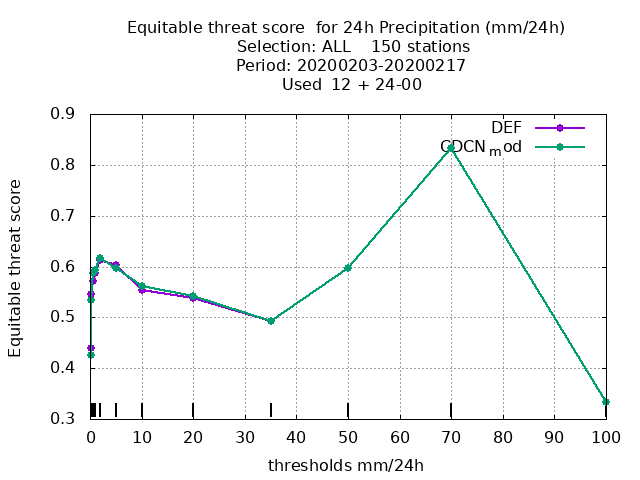 Equitable threat score  for 24h Precipitation (mm/24h)
Selection: ALL    150 stations
Period: 20200203-20200217
Used  12 + 24-00
DEF
CDCNmod
Equitable threat score
0.9
0.8
0.7
0.6
0.5
0.4
0.3
0 10 20 30 40 50 60 70 80 90 100
thresholds mm/24h